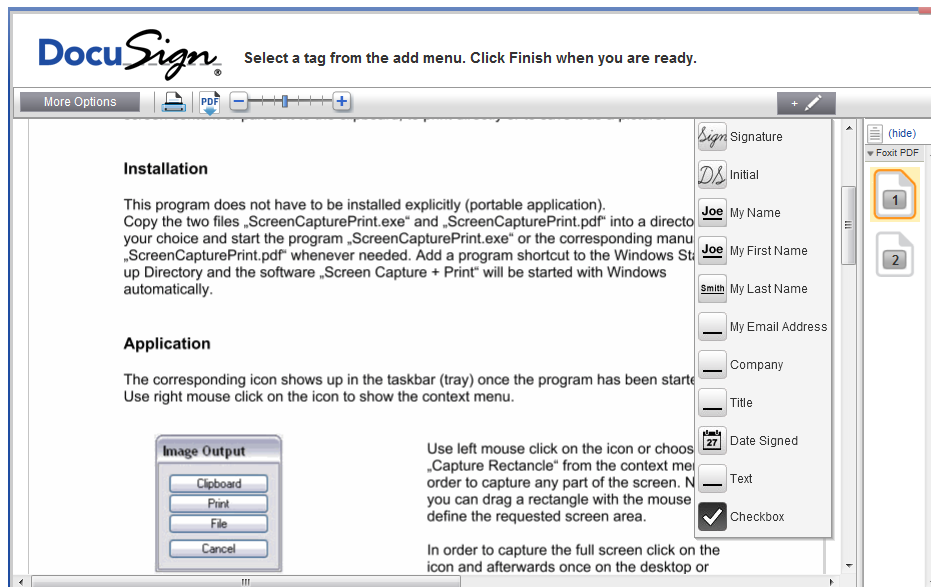 DocuSign®
Select a tag from the add menu. Click Finish when you are ready.
More Options
PDF
Installation
This program does not have to be installed explicitly (portable application).
Copy the two files „ScreenCapturePrint.exe“ and „ScreenCapturePrint.pdf“ into a directo
your choice and start the program „ScreenCapturePrint.exe“ or the corresponding manu
„ScreenCapturePrint.pdf“ whenever needed. Add a program shortcut to the Windows Sta
up Directory and the software „Screen Capture + Print“ will be started with Windows
automatically.
Application
The corresponding icon shows up in the taskbar (tray) once the program has been starte
Use right mouse click on the icon to show the context menu.
Image Output
Clipboard
Print
File
Cancel
Use left mouse click on the icon or choos
„Capture Rectancle“ from the context men
order to capture any part of the screen. N
you can drag a rectangle with the mouse
define the requested screen area.
In order to capture the full screen click on the
icon and afterwards once on the desktop or
Sign Signature
DS Initial
Joe My Name
Joe My First Name
Smith My Last Name
My Email Address
Company
Title
27 Date Signed
Text
Checkbox
(hide)
Foxit PDF
1
2